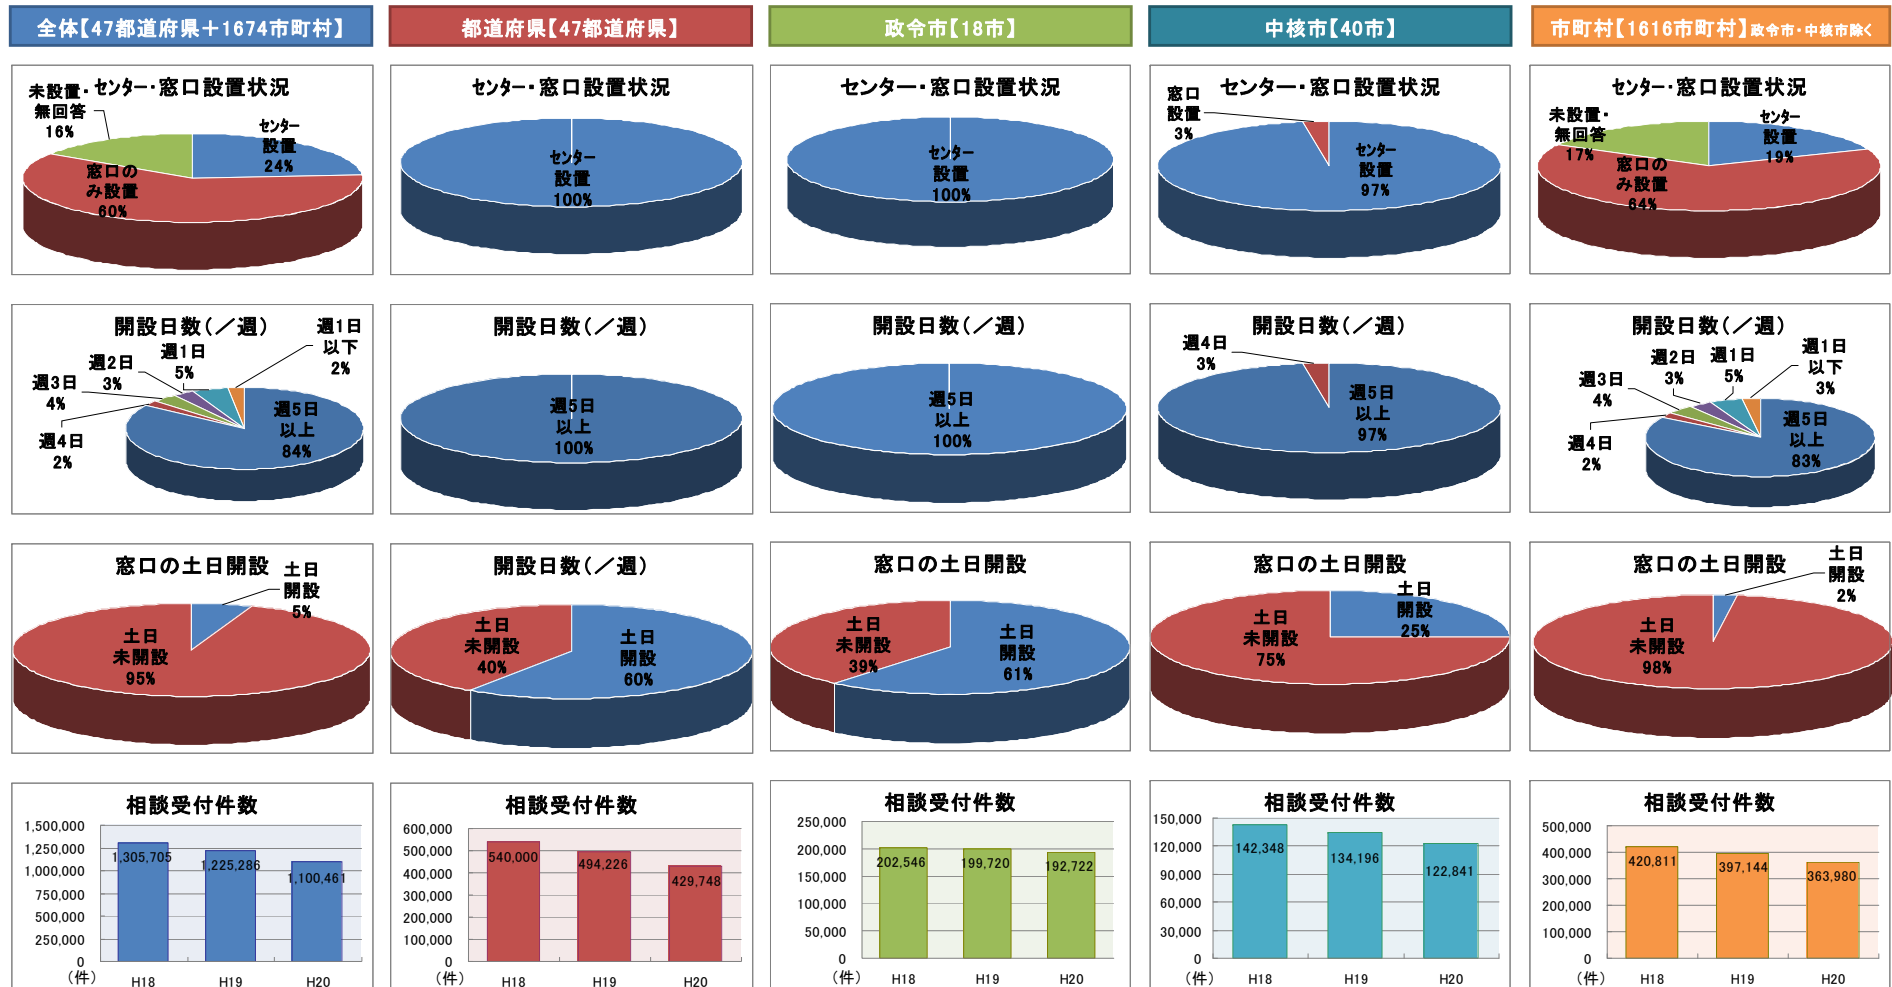 全体【47都道府県＋1674市町村】
都道府県【47都道府県】
政令市【18市】
中核市【40市】
市町村【1616市町村】政令市・中核市除く
センター・窓口設置状況
未設置・
無回答
16%
センター
設置
24%
窓口の
み設置
60%
センター・窓口設置状況
センター
設置
100%
センター・窓口設置状況
センター
設置
100%
センター・窓口設置状況
窓口
設置
3%
センター
設置
97%
センター・窓口設置状況
未設置・
無回答
17%
センター
設置
19%
窓口の
み設置
64%
開設日数（／週）
週1日
以下
2%
週1日
5%
週2日
3%
週3日
4%
週4日
2%
週5日
以上
84%
開設日数（／週）
週5日
以上
100%
開設日数（／週）
週5日
以上
100%
開設日数（／週）
週4日
3%
週5日
以上
97%
開設日数（／週）
週1日
以下
3%
週1日
5%
週2日
3%
週3日
4%
週4日
2%
週5日
以上
83%
窓口の土日開設
土日
開設
5%
土日
未開設
95%
開設日数（／週）
土日
未開設
40%
土日
開設
60%
窓口の土日開設
土日
未開設
39%
土日
開設
61%
窓口の土日開設
土日
開設
25%
土日
未開設
75%
窓口の土日開設
土日
開設
2%
土日
未開設
98%
相談受付件数
1,500,000
1,250,000
1,000,000
750,000
500,000
250,000
0
（件）
1,305,705
1,225,286
1,100,461
H18
H19
H20
相談受付件数
600,000
500,000
400,000
300,000
200,000
100,000
0
（件）
540,000
494,226
429,748
H18
H19
H20
相談受付件数
250,000
200,000
150,000
100,000
50,000
0
（件）
202,546
199,720
192,722
H18
H19
H20
相談受付件数
150,000
120,000
90,000
60,000
30,000
0
（件）
142,348
134,196
122,841
H18
H19
H20
相談受付件数
500,000
400,000
300,000
200,000
100,000
0
（件）
420,811
397,144
363,980
H18
H19
H20